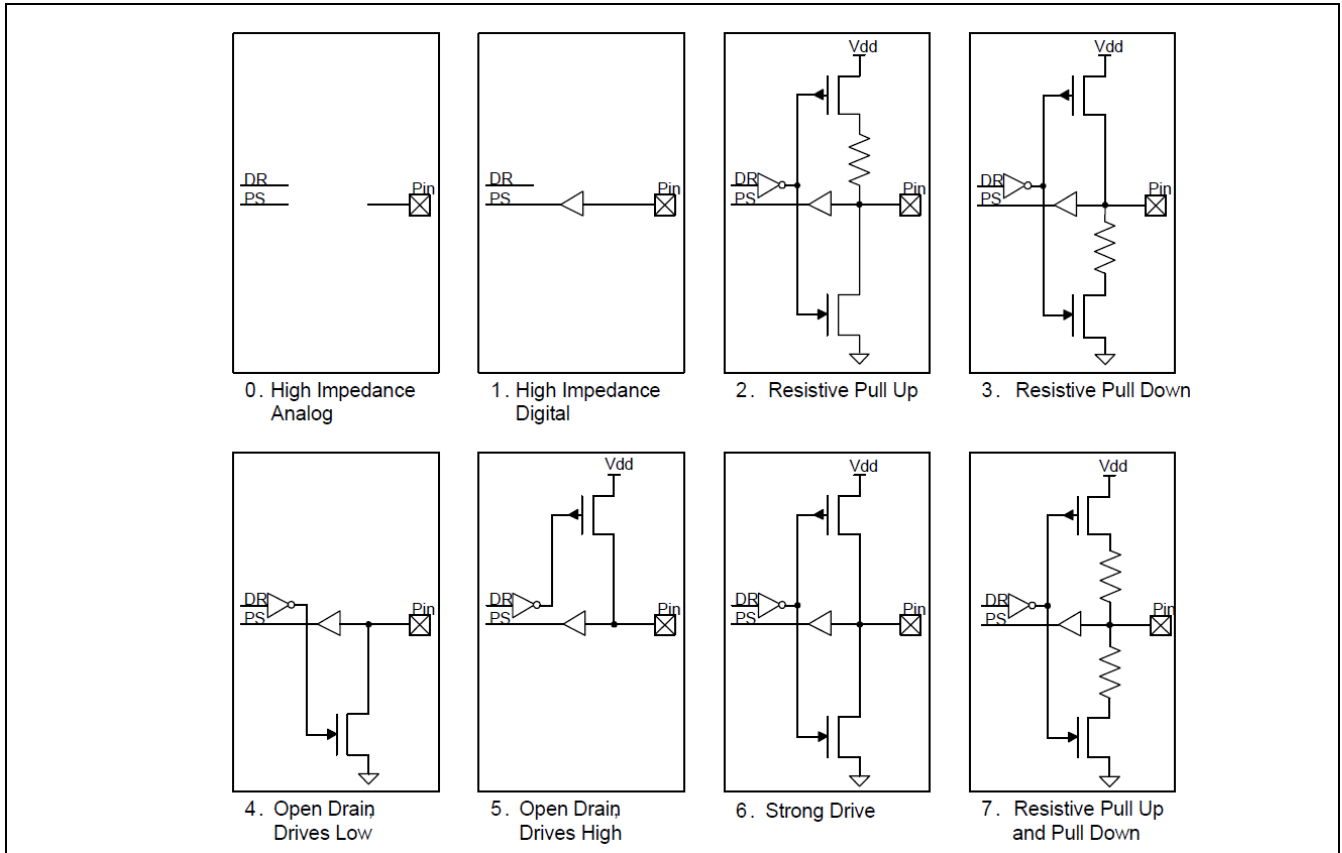 DR
PS
Pin
0. High Impedance
Analog
DR
PS
Pin
1. High Impedance
Digital
Vdd
DR
PS
Pin
2. Resistive Pull Up
Vdd
DR
PS
Pin
3. Resistive Pull Down
DR
PS
Pin
4. Open Drain,
Drives Low
Vdd
DR
PS
Pin
5. Open Drain,
Drives High
Vdd
DR
PS
Pin
6. Strong Drive
Vdd
DR
PS
Pin
7. Resistive Pull Up
and Pull Down